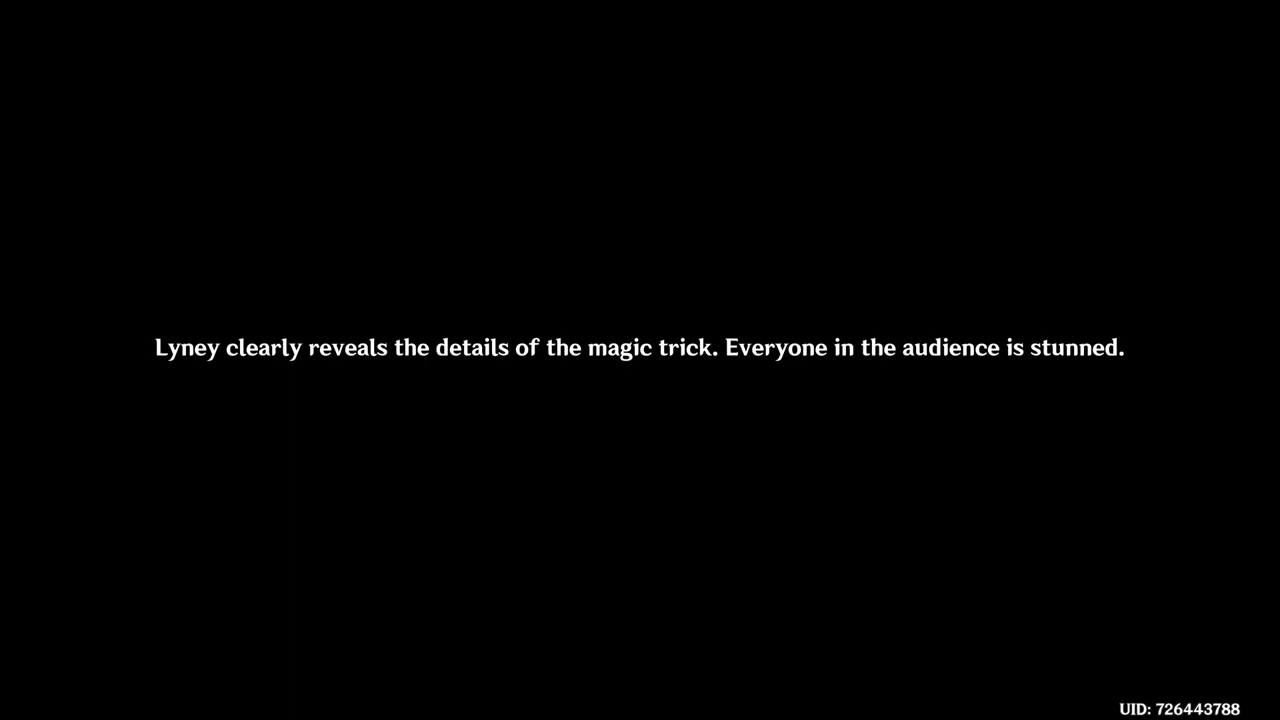 Lyney clearly reveals the details of the magic trick. Everyone in the audience is stunned.
UID: 726443788